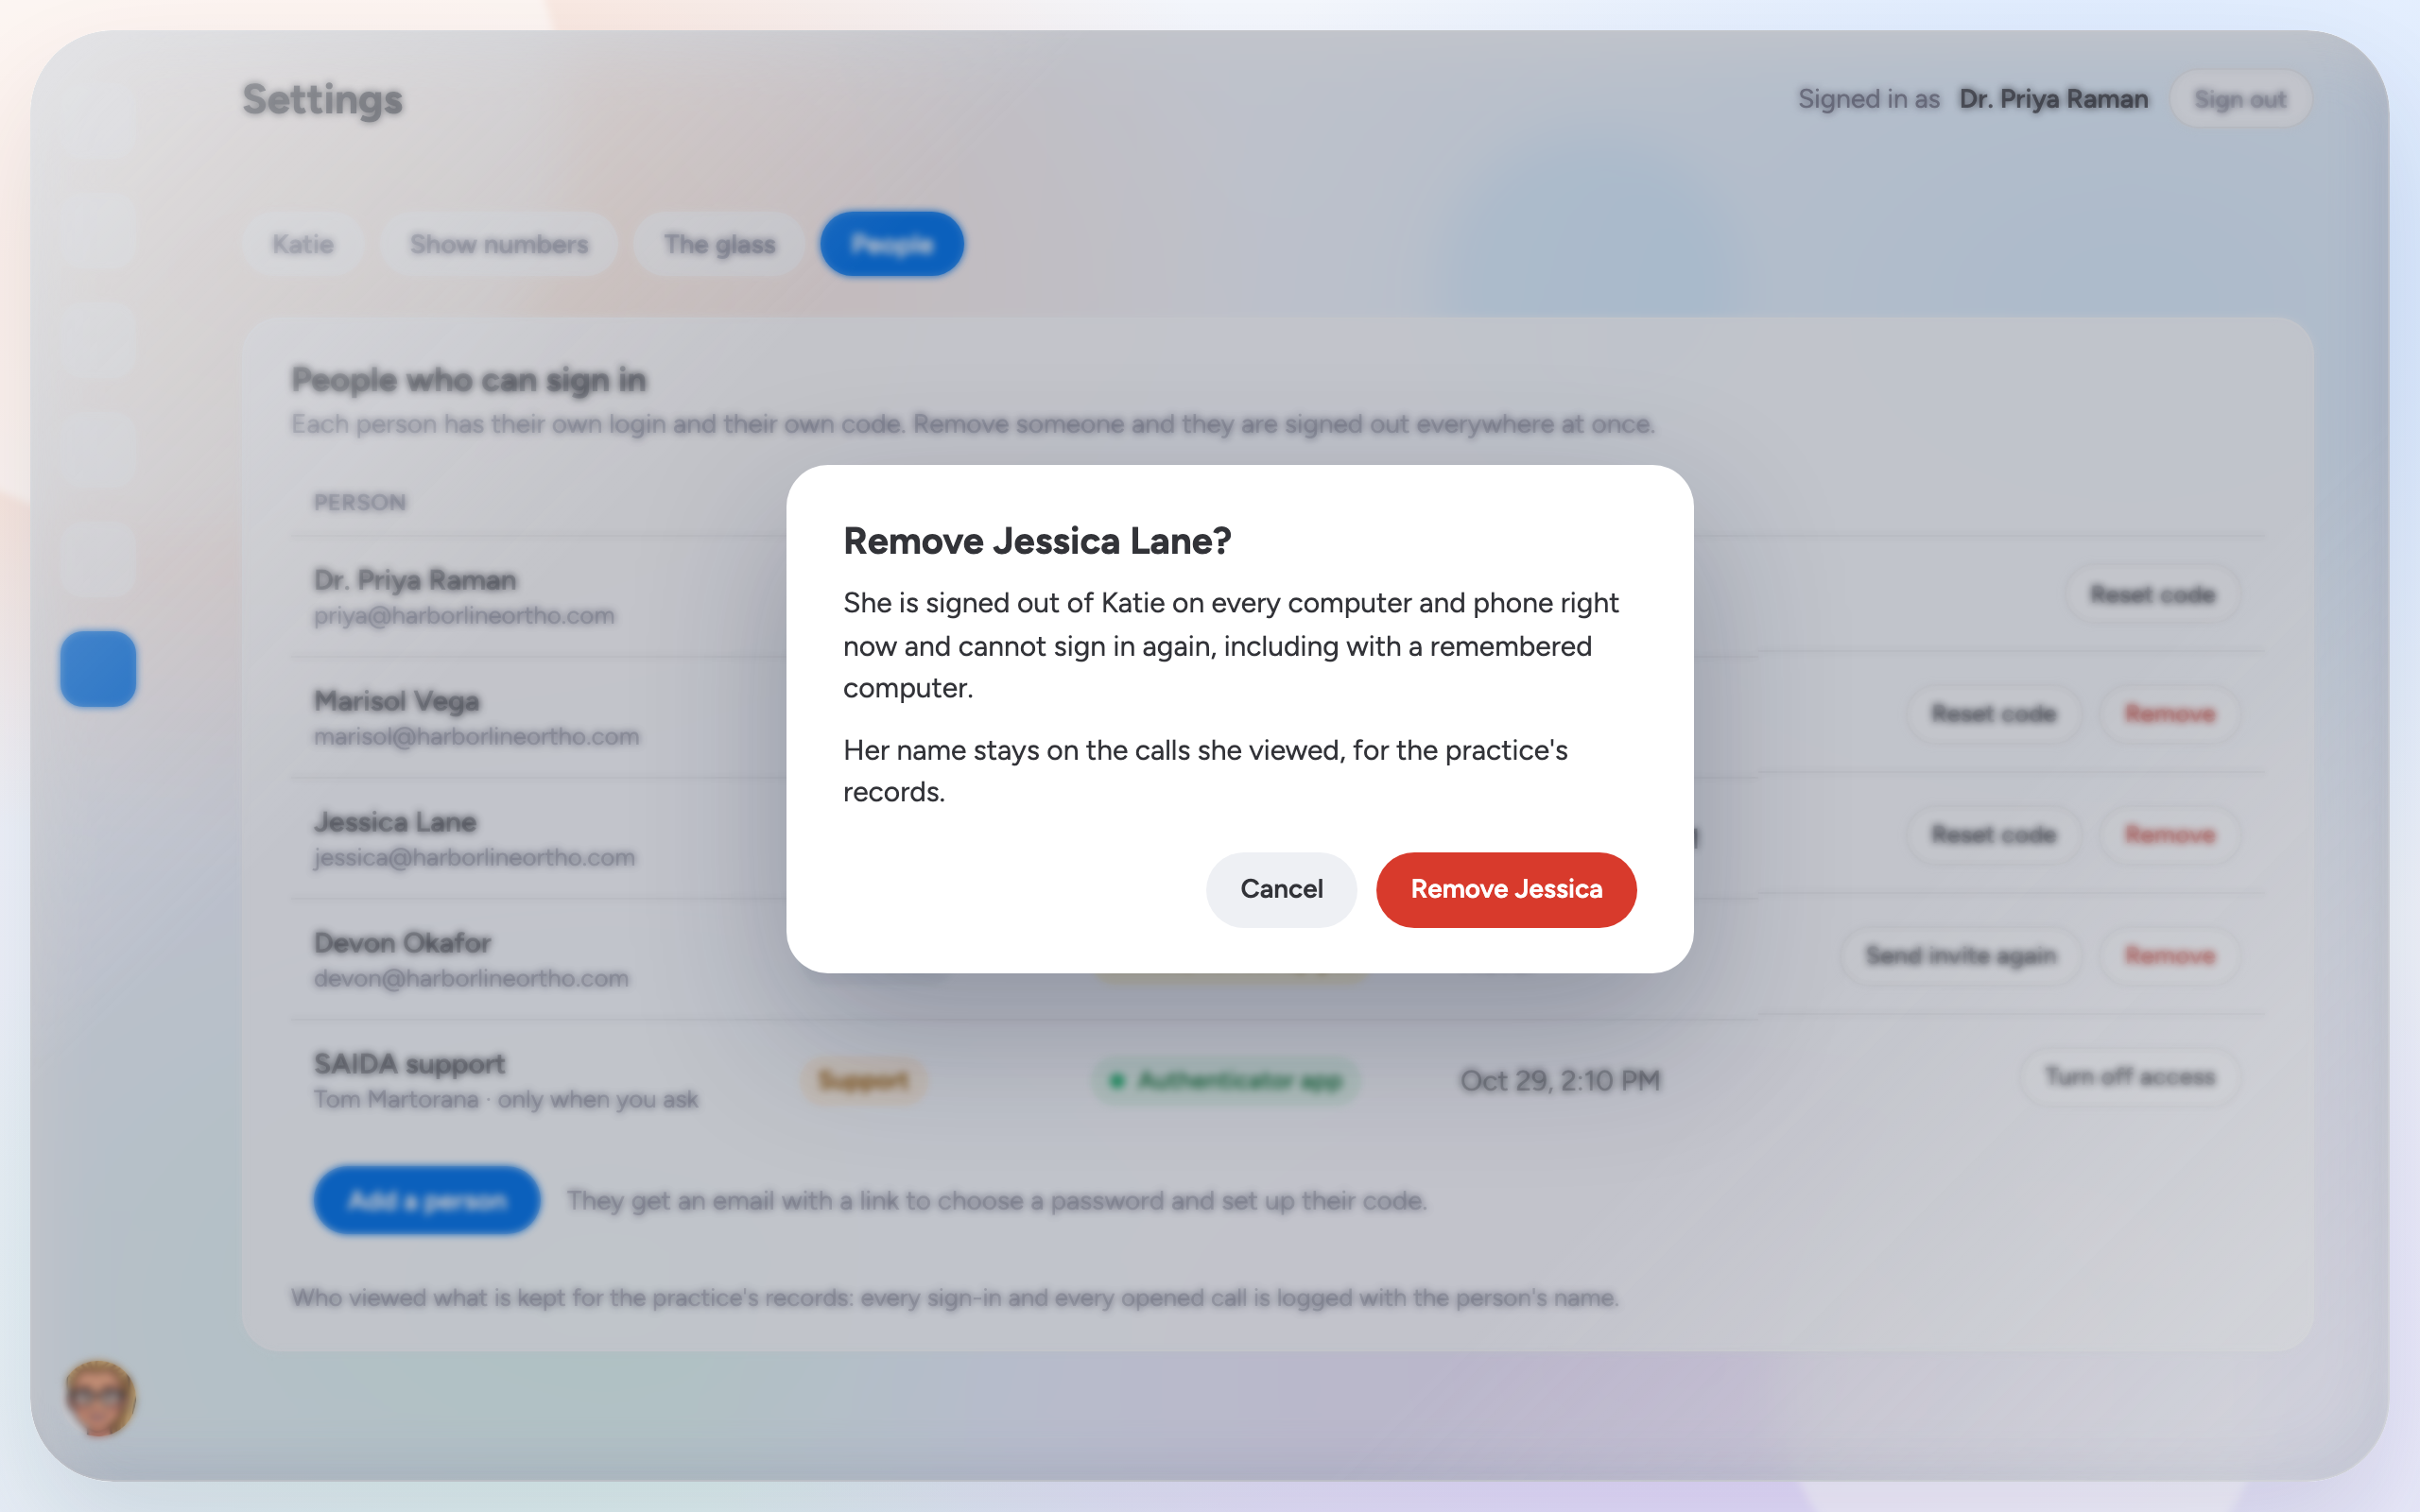 Settings
Signed in as Dr. Priya Raman Sign out
Katie Show numbers The glass People
People who can sign in
Each person has their own login and their own code. Remove someone and they are signed out everywhere at once.
PERSON
Dr. Priya Raman
priya@harborlineortho.com
Reset code
Marisol Vega
marisol@harborlineortho.com
Reset code Remove
Jessica Lane
jessica@harborlineortho.com
Reset code Remove
Devon Okafor
devon@harborlineortho.com
Send invite again Remove
SAIDA support
Tom Martorana · only when you ask
Support Authenticator app Oct 29, 2:10 PM Turn off access
Add a person They get an email with a link to choose a password and set up their code.
Who viewed what is kept for the practice's records: every sign-in and every opened call is logged with the person's name.
Remove Jessica Lane?
She is signed out of Katie on every computer and phone right
now and cannot sign in again, including with a remembered
computer.
Her name stays on the calls she viewed, for the practice's
records.
Cancel Remove Jessica